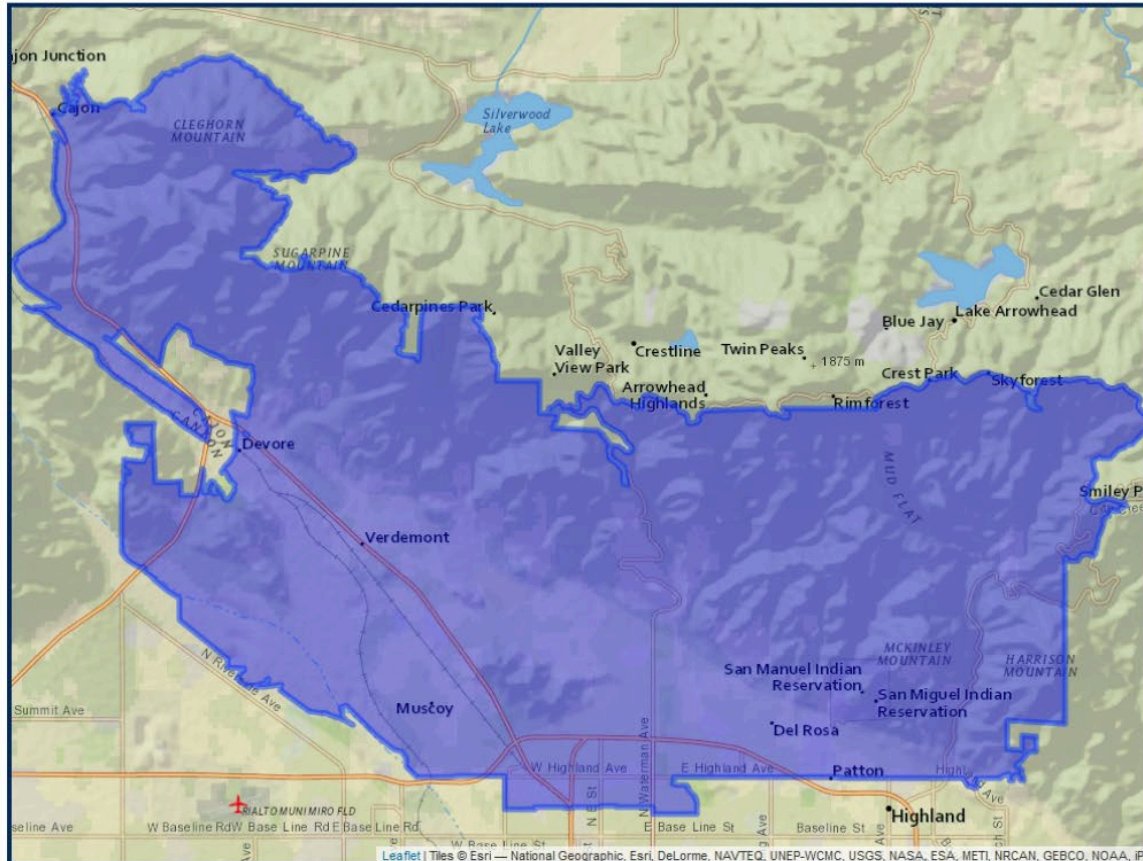 ajon Junction
Cajon
CLEGHORN
MOUNTAIN
Silverwood
Lake
SUGARPINE
MOUNTAIN
Cedarpines Park
Cedar Glen
Blue Jay
Lake Arrowhead
Crestline
Twin Peaks
1875 m
Valley
View Park
Crest Park
Skyforest
Arrowhead
Highlands
Rimforest
CAJON
CANYON
Devore
MUD FLAT
Smiley P
Verdemont
MCKINLEY
MOUNTAIN
HARRISON
MOUNTAIN
San Manuel Indian
Reservation
San Miguel Indian
Reservation
N Riverside Ave
Summit Ave
Muscoy
Del Rosa
N Waterman Ave
W Highland Ave
E Highland Ave
Patton
Highland Ave
RIALTO MUNI MIRO FLD
N E St
Highland
Baseline Ave
W Base Line Rd
W Base Line Rd
E Base Line Rd
E Base Line St
Baseline St
W Base Line St
Leaflet | Tiles © Esri — National Geographic, Esri, DeLorme, NAVTEQ, UNEP-WCMC, USGS, NASA, ESA, METI, NRCAN, GEBCO, NOAA, iP